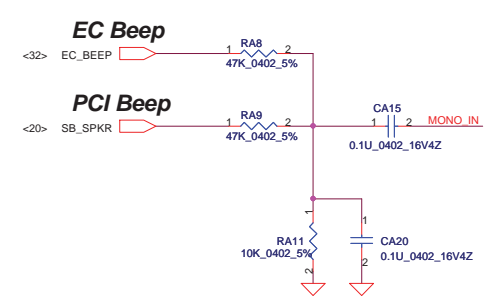 EC Beep
<32> EC_BEEP
1 RA8 2
47K_0402_5%
PCI Beep
<20> SB_SPKR
1 RA9 2
47K_0402_5%
CA15
1 2 MONO_IN
0.1U_0402_16V4Z
1
RA11
10K_0402_5%
2
1
CA20
0.1U_0402_16V4Z
2